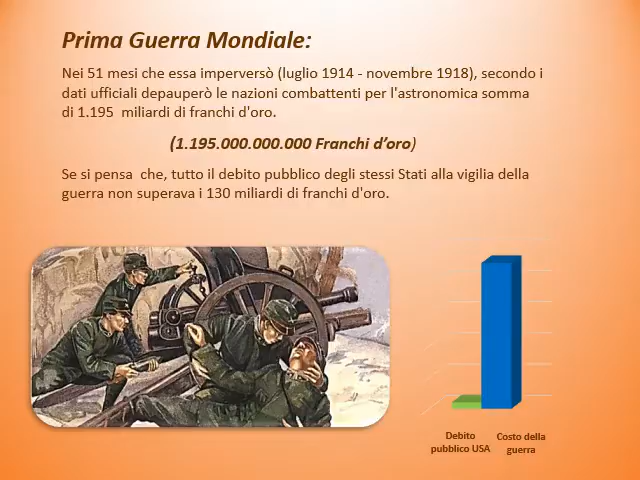 Prima Guerra Mondiale:
Nei 51 mesi che essa imperversò (luglio 1914 - novembre 1918), secondo i
dati ufficiali depauperò le nazioni combattenti per l'astronomica somma
di 1.195 miliardi di franchi d'oro.
(1.195.000.000.000 Franchi d’oro)
Se si pensa che, tutto il debito pubblico degli stessi Stati alla vigilia della
guerra non superava i 130 miliardi di franchi d'oro.
Debito
pubblico USA
Costo della
guerra